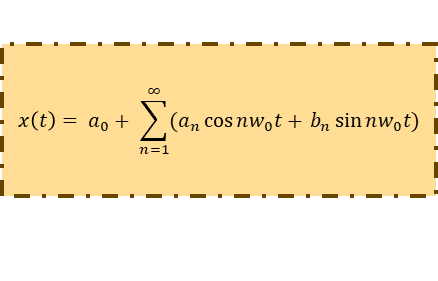 x(t) = a₀ + ∑_{n=1}^{∞} (aₙ cos nw₀t + bₙ sin nw₀t)